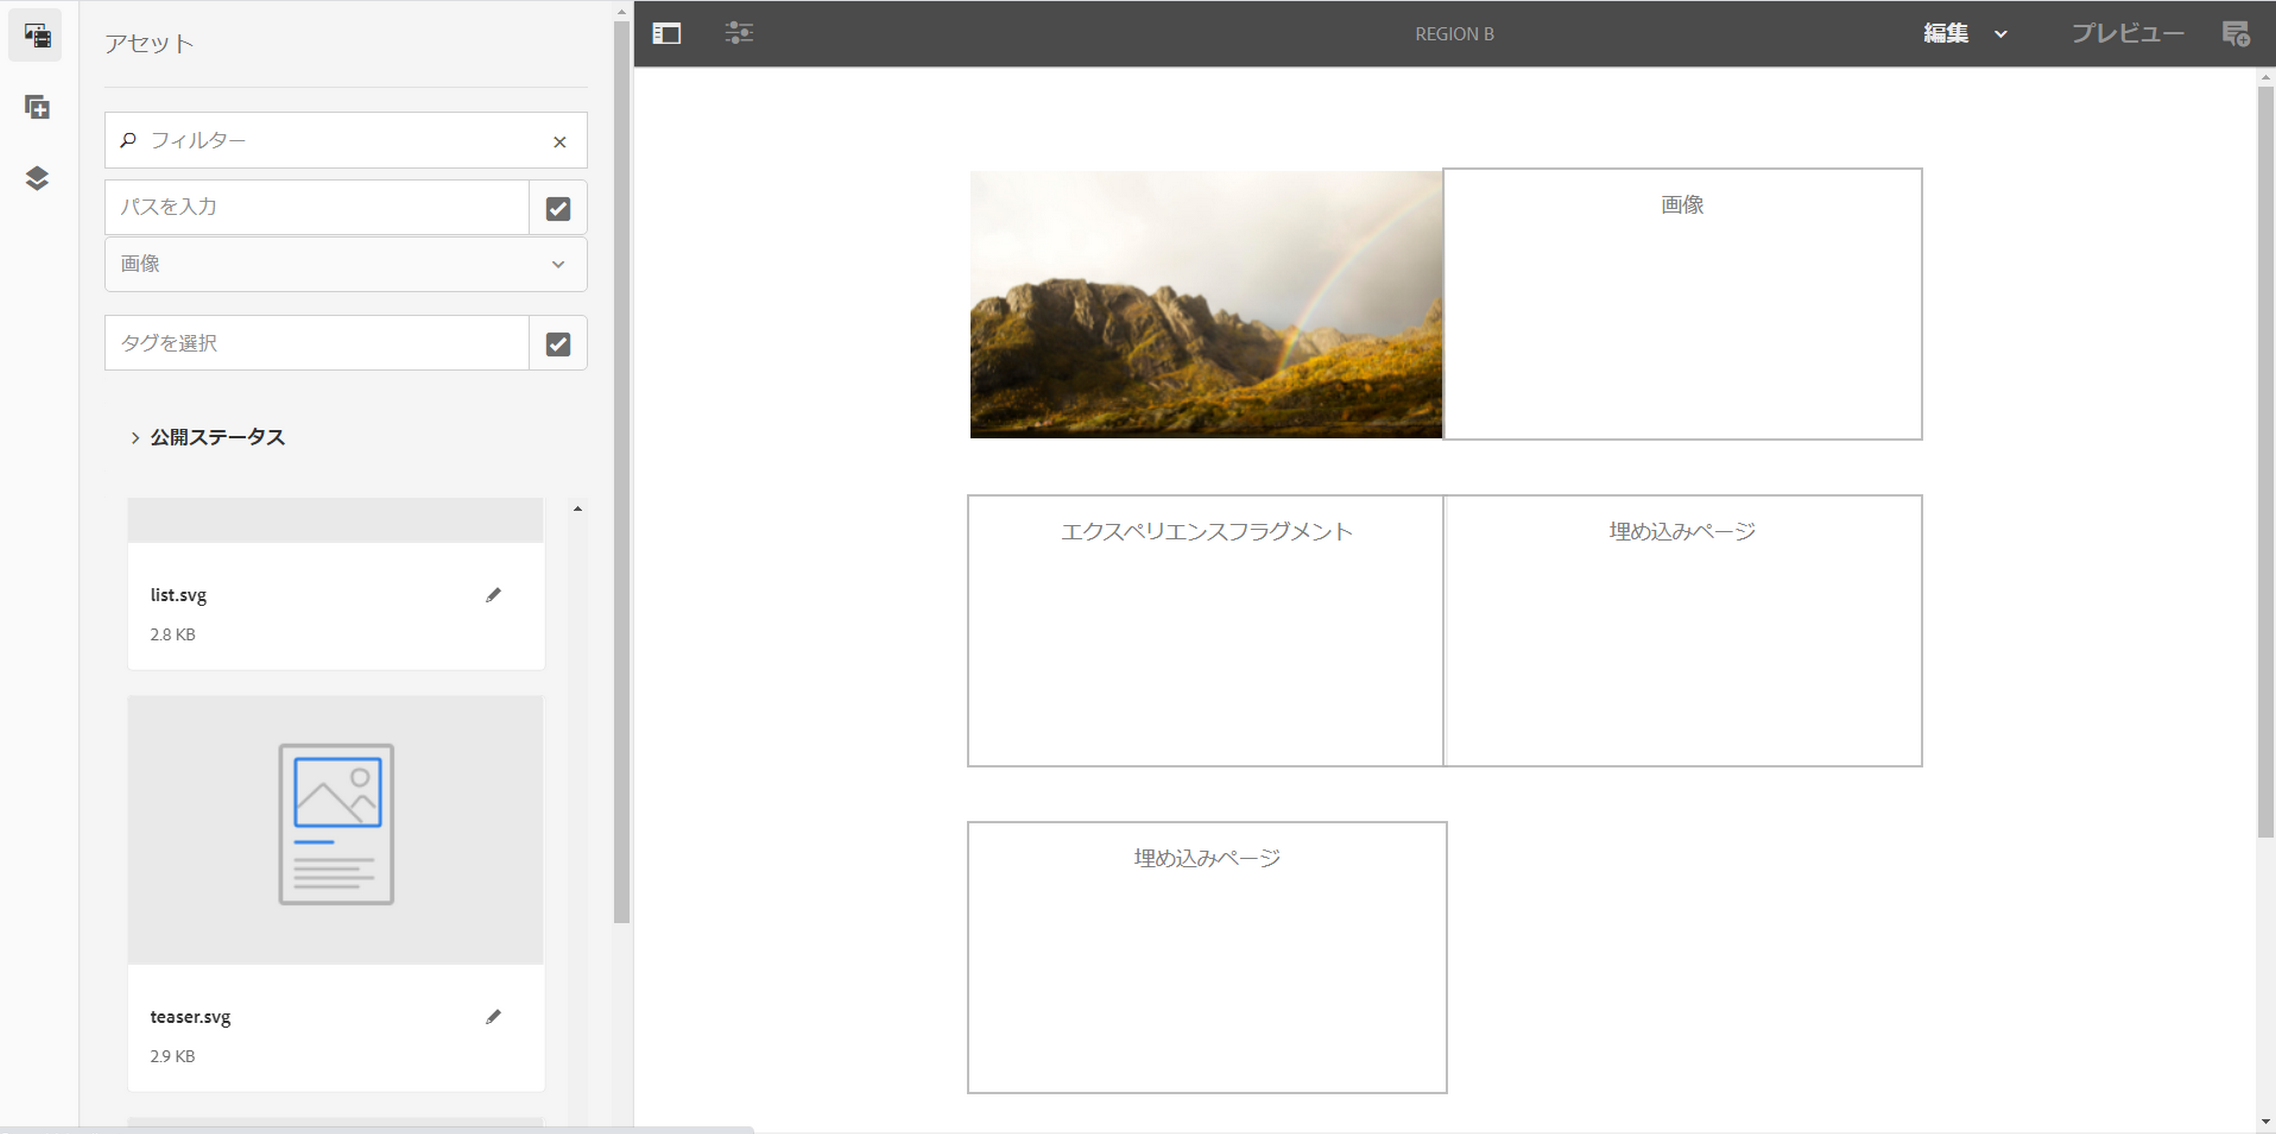 アセット
REGION B
編集
プレビュー
フィルター
パスを入力
画像
タグを選択
公開ステータス
list.svg
2.8 KB
teaser.svg
2.9 KB
画像
エクスペリエンスフラグメント
埋め込みページ
埋め込みページ